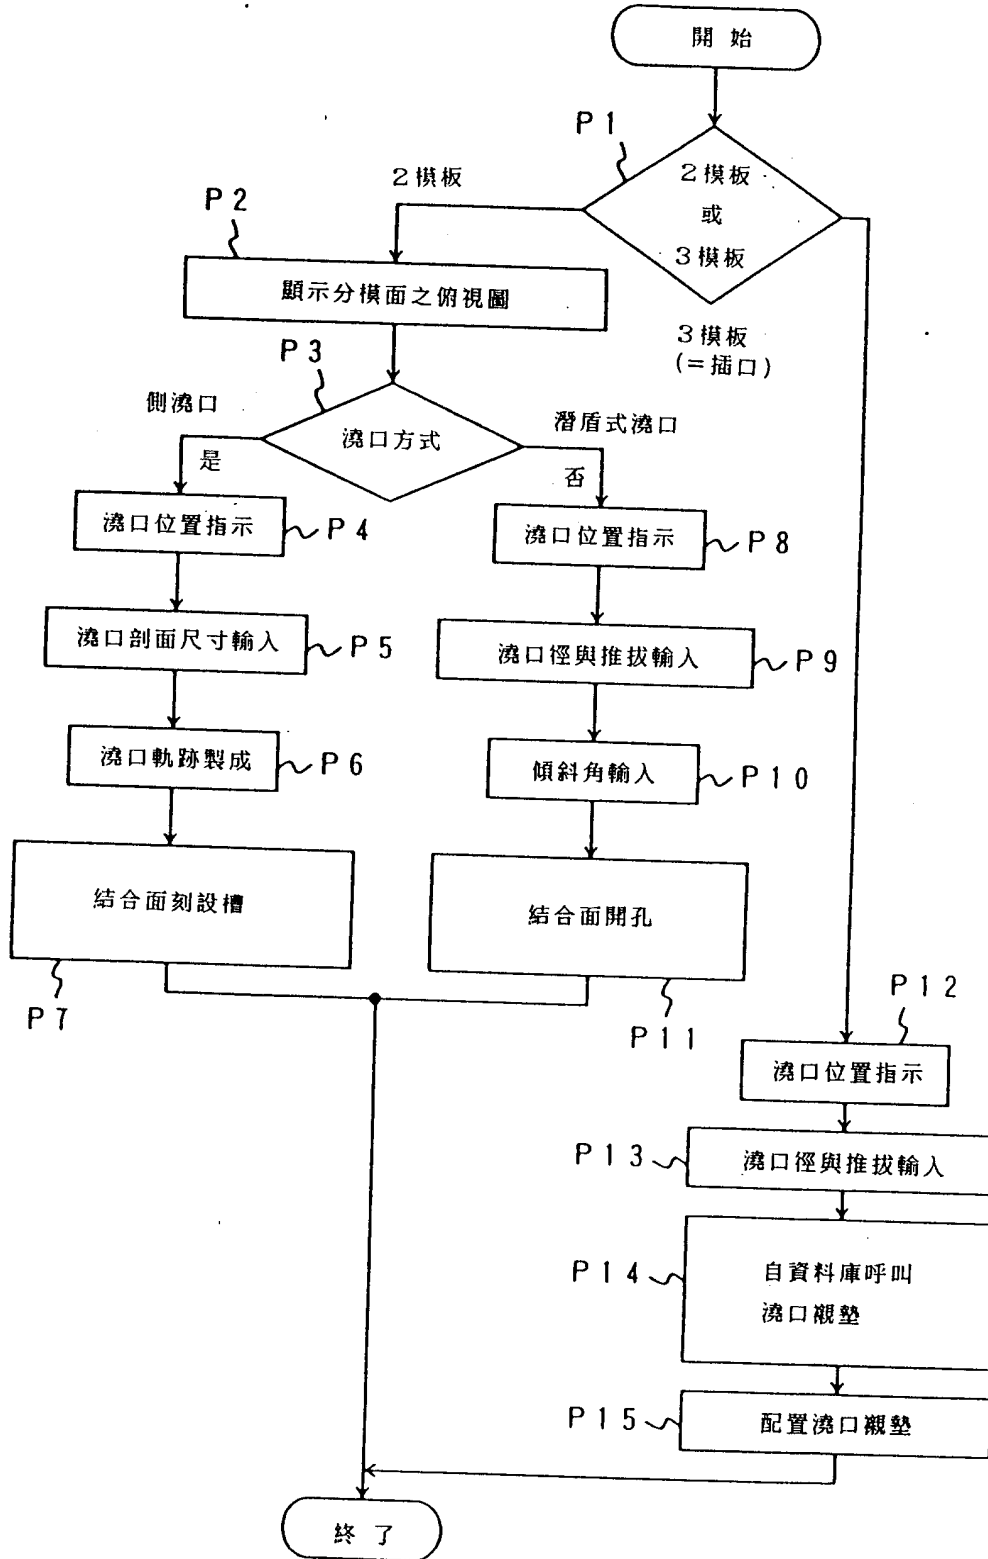 開始
P1
2模板
或
3模板
2模板
P2
顯示分模面之俯視圖
3模板
(=插口)
P3
側澆口
澆口方式
潛盾式澆口
是
否
澆口位置指示
P4
澆口位置指示
P8
澆口剖面尺寸輸入
P5
澆口徑與推拔輸入
P9
澆口軌跡製成
P6
傾斜角輸入
P10
結合面刻設槽
結合面開孔
P7
P11
P12
澆口位置指示
P13
澆口徑與推拔輸入
P14
自資料庫呼叫
澆口襯墊
P15
配置澆口襯墊
終了